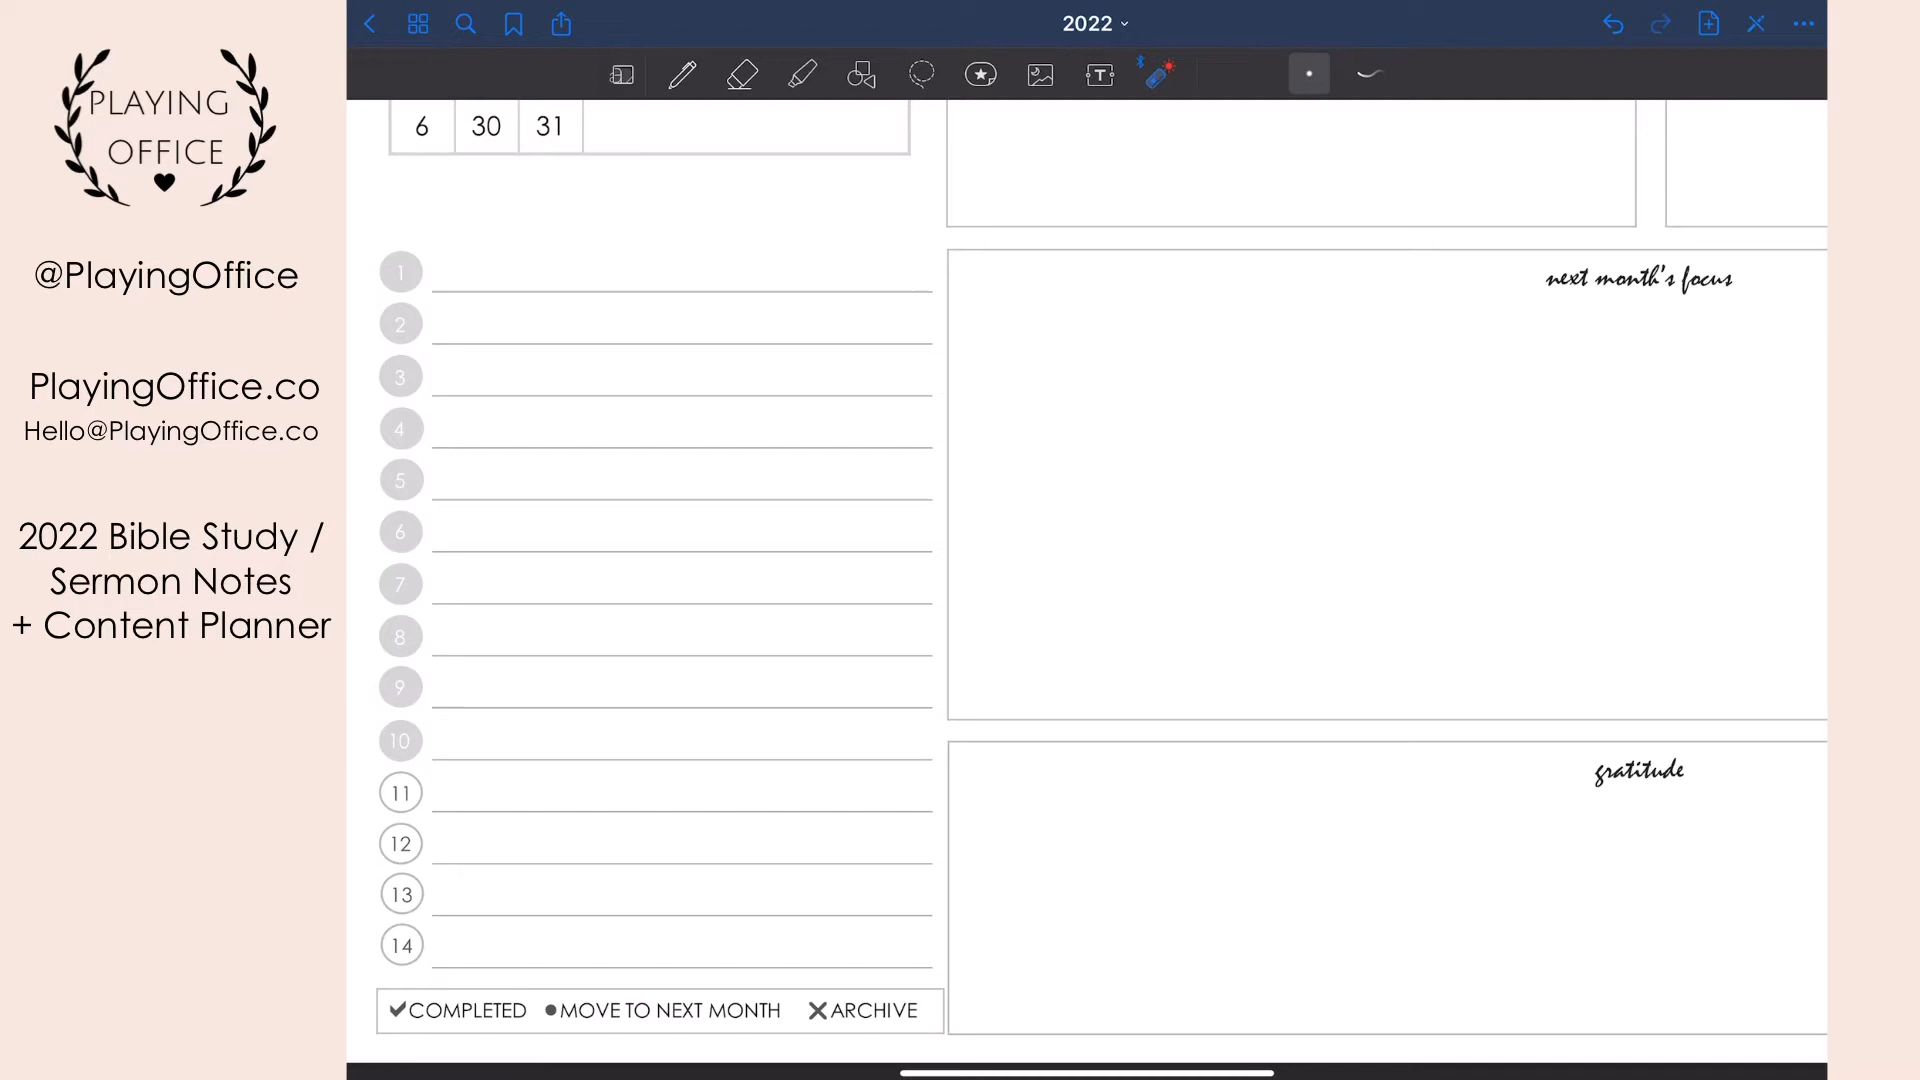 PLAYING
OFFICE
@PlayingOffice
PlayingOffice.co
Hello@PlayingOffice.co
2022 Bible Study /
Sermon Notes
+ Content Planner
2022
T
6 30 31
1
2
3
4
5
6
7
8
9
10
11
12
13
14
COMPLETED MOVE TO NEXT MONTH ARCHIVE
next month's focus
gratitude